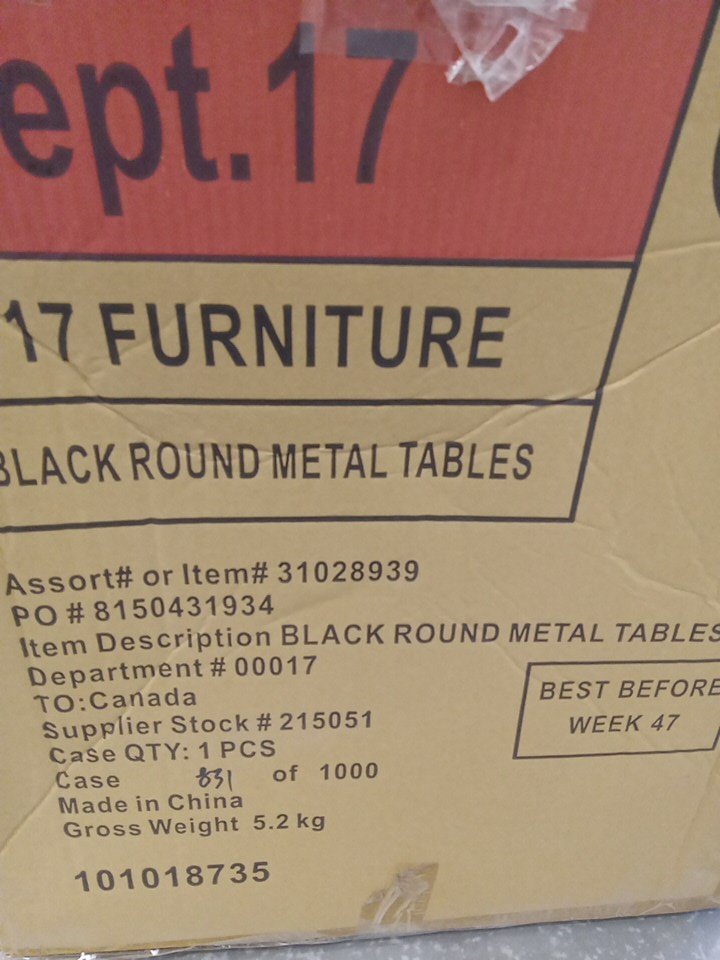 ept.17
17 FURNITURE
BLACK ROUND METAL TABLES
Assort# or Item# 31028939
PO # 8150431934
Item Description BLACK ROUND METAL TABLES
Department # 00017
TO:Canada
Supplier Stock # 215051
Case QTY: 1 PCS
Case 831 of 1000
Made in China
Gross Weight 5.2 kg
101018735
BEST BEFORE
WEEK 47